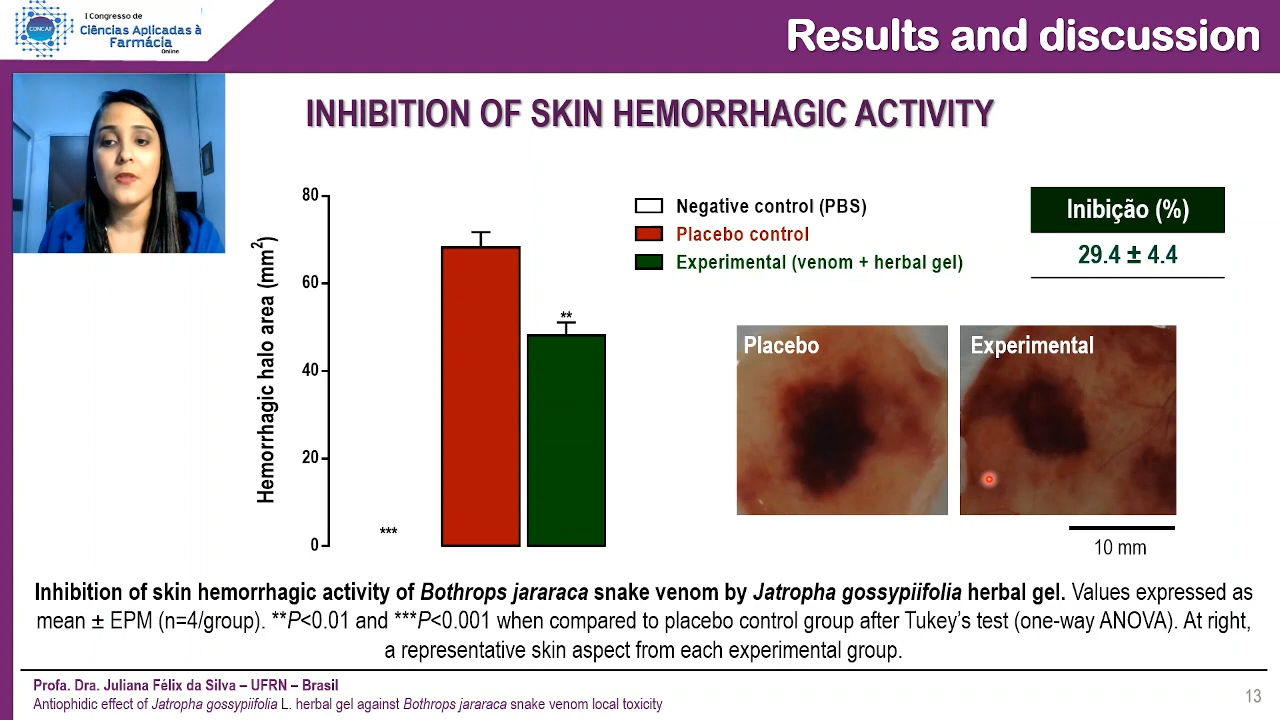 I Congresso de
Ciências Aplicadas à
Farmácia
Online
CONCAF
Results and discussion
INHIBITION OF SKIN HEMORRHAGIC ACTIVITY
Hemorrhagic halo area (mm²)
80
60
40
20
0
***
**
Negative control (PBS)
Placebo control
Experimental (venom + herbal gel)
Inibição (%)
29.4 ± 4.4
Placebo
Experimental
10 mm
Inhibition of skin hemorrhagic activity of Bothrops jararaca snake venom by Jatropha gossypiifolia herbal gel. Values expressed as
mean ± EPM (n=4/group). **P<0.01 and ***P<0.001 when compared to placebo control group after Tukey's test (one-way ANOVA). At right,
a representative skin aspect from each experimental group.
Profa. Dra. Juliana Félix da Silva – UFRN – Brasil
Antiophidic effect of Jatropha gossypiifolia L. herbal gel against Bothrops jararaca snake venom local toxicity
13